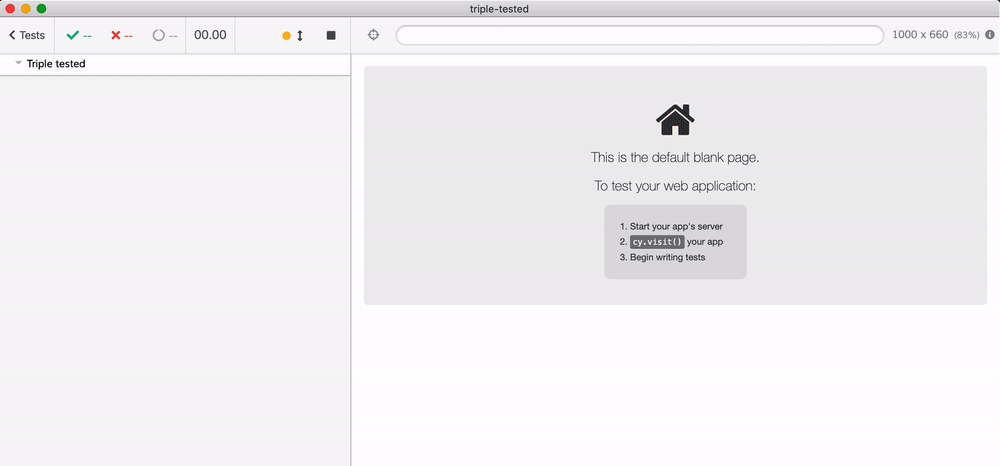 triple-tested
Tests -- -- -- 00.00 1000 x 660 (83%)
Triple tested
This is the default blank page.
To test your web application:
1. Start your app's server
2. cy.visit() your app
3. Begin writing tests